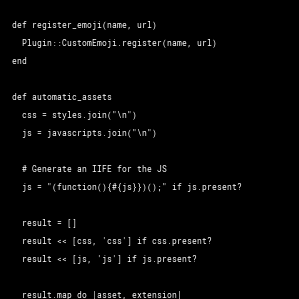 def register_emoji(name, url)
  Plugin::CustomEmoji.register(name, url)
end

def automatic_assets
  css = styles.join("\n")
  js = javascripts.join("\n")

  # Generate an IIFE for the JS
  js = "(function(){#{js}})();" if js.present?

  result = []
  result << [css, 'css'] if css.present?
  result << [js, 'js'] if js.present?

  result.map do |asset, extension|